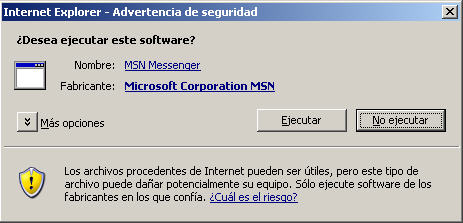 Internet Explorer - Advertencia de seguridad
¿Desea ejecutar este software?
Nombre: MSN Messenger
Fabricante: Microsoft Corporation MSN
Más opciones
Ejecutar
No ejecutar
Los archivos procedentes de Internet pueden ser útiles, pero este tipo de
archivo puede dañar potencialmente su equipo. Sólo ejecute software de los
fabricantes en los que confía. ¿Cuál es el riesgo?